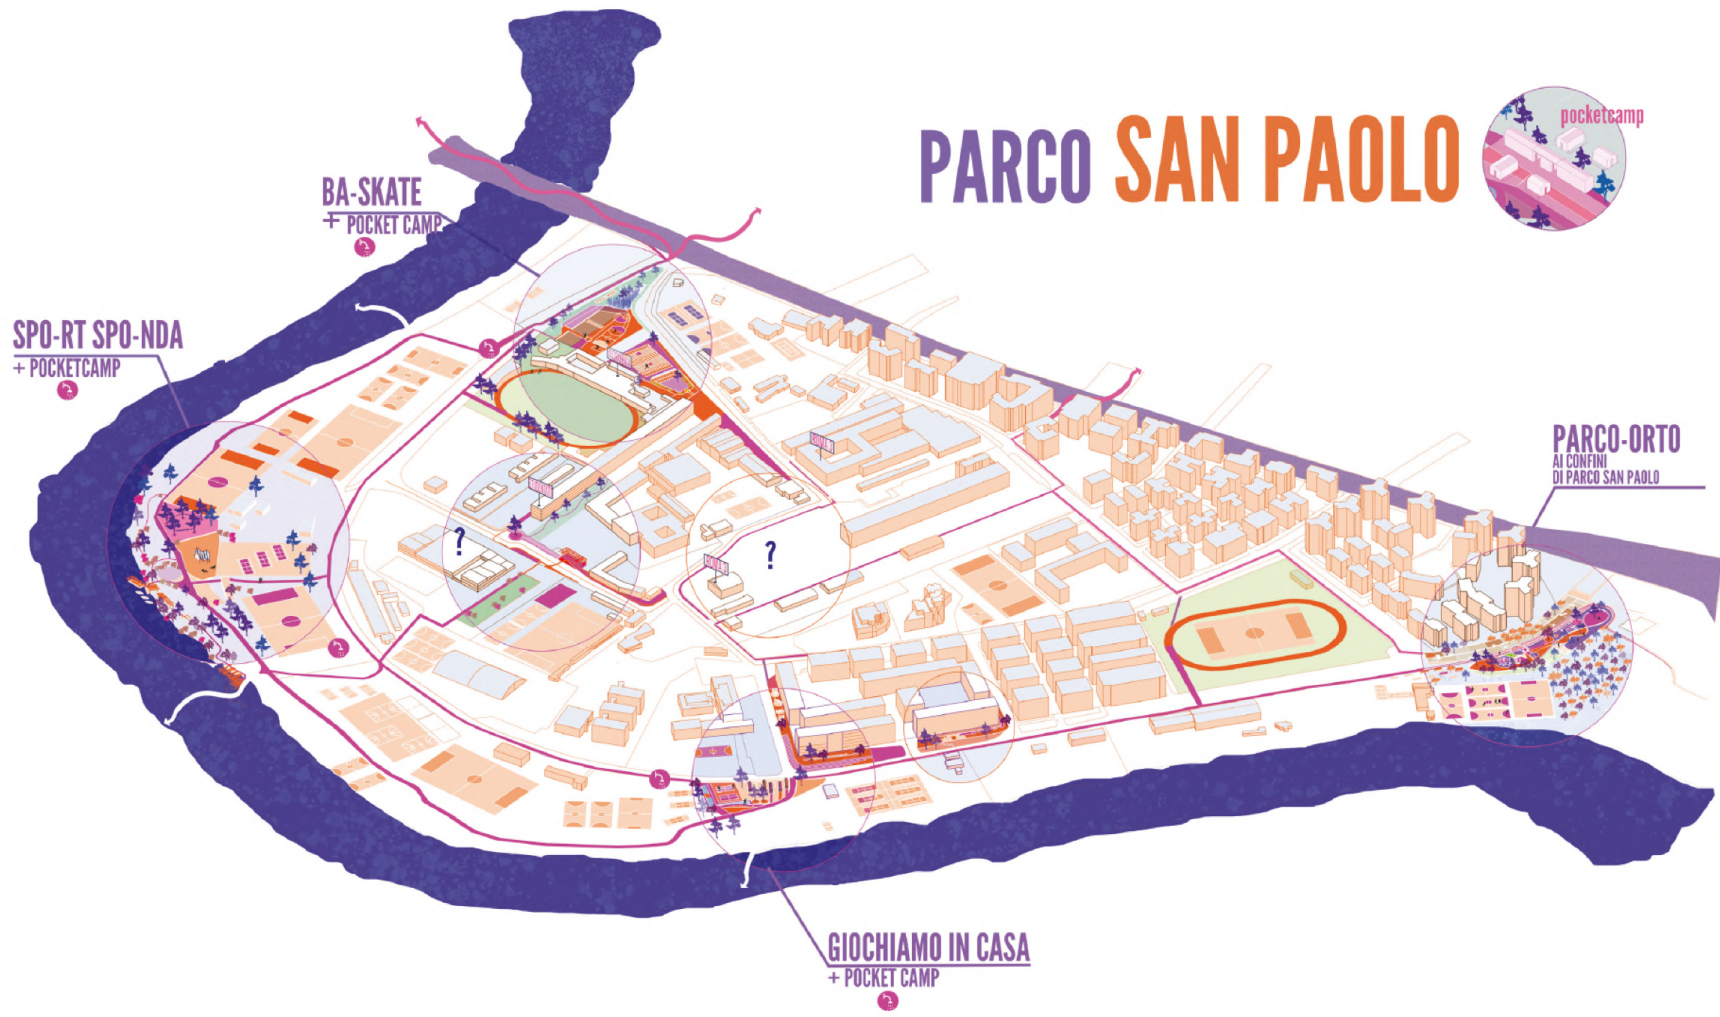 PARCO SAN PAOLO
pocketcamp
BA-SKATE
+ POCKET CAMP
SPO-RT SPO-NDA
+ POCKETCAMP
PARCO-ORTO
AI CONFINI
DI PARCO SAN PAOLO
?
?
GIOCHIAMO IN CASA
+ POCKET CAMP